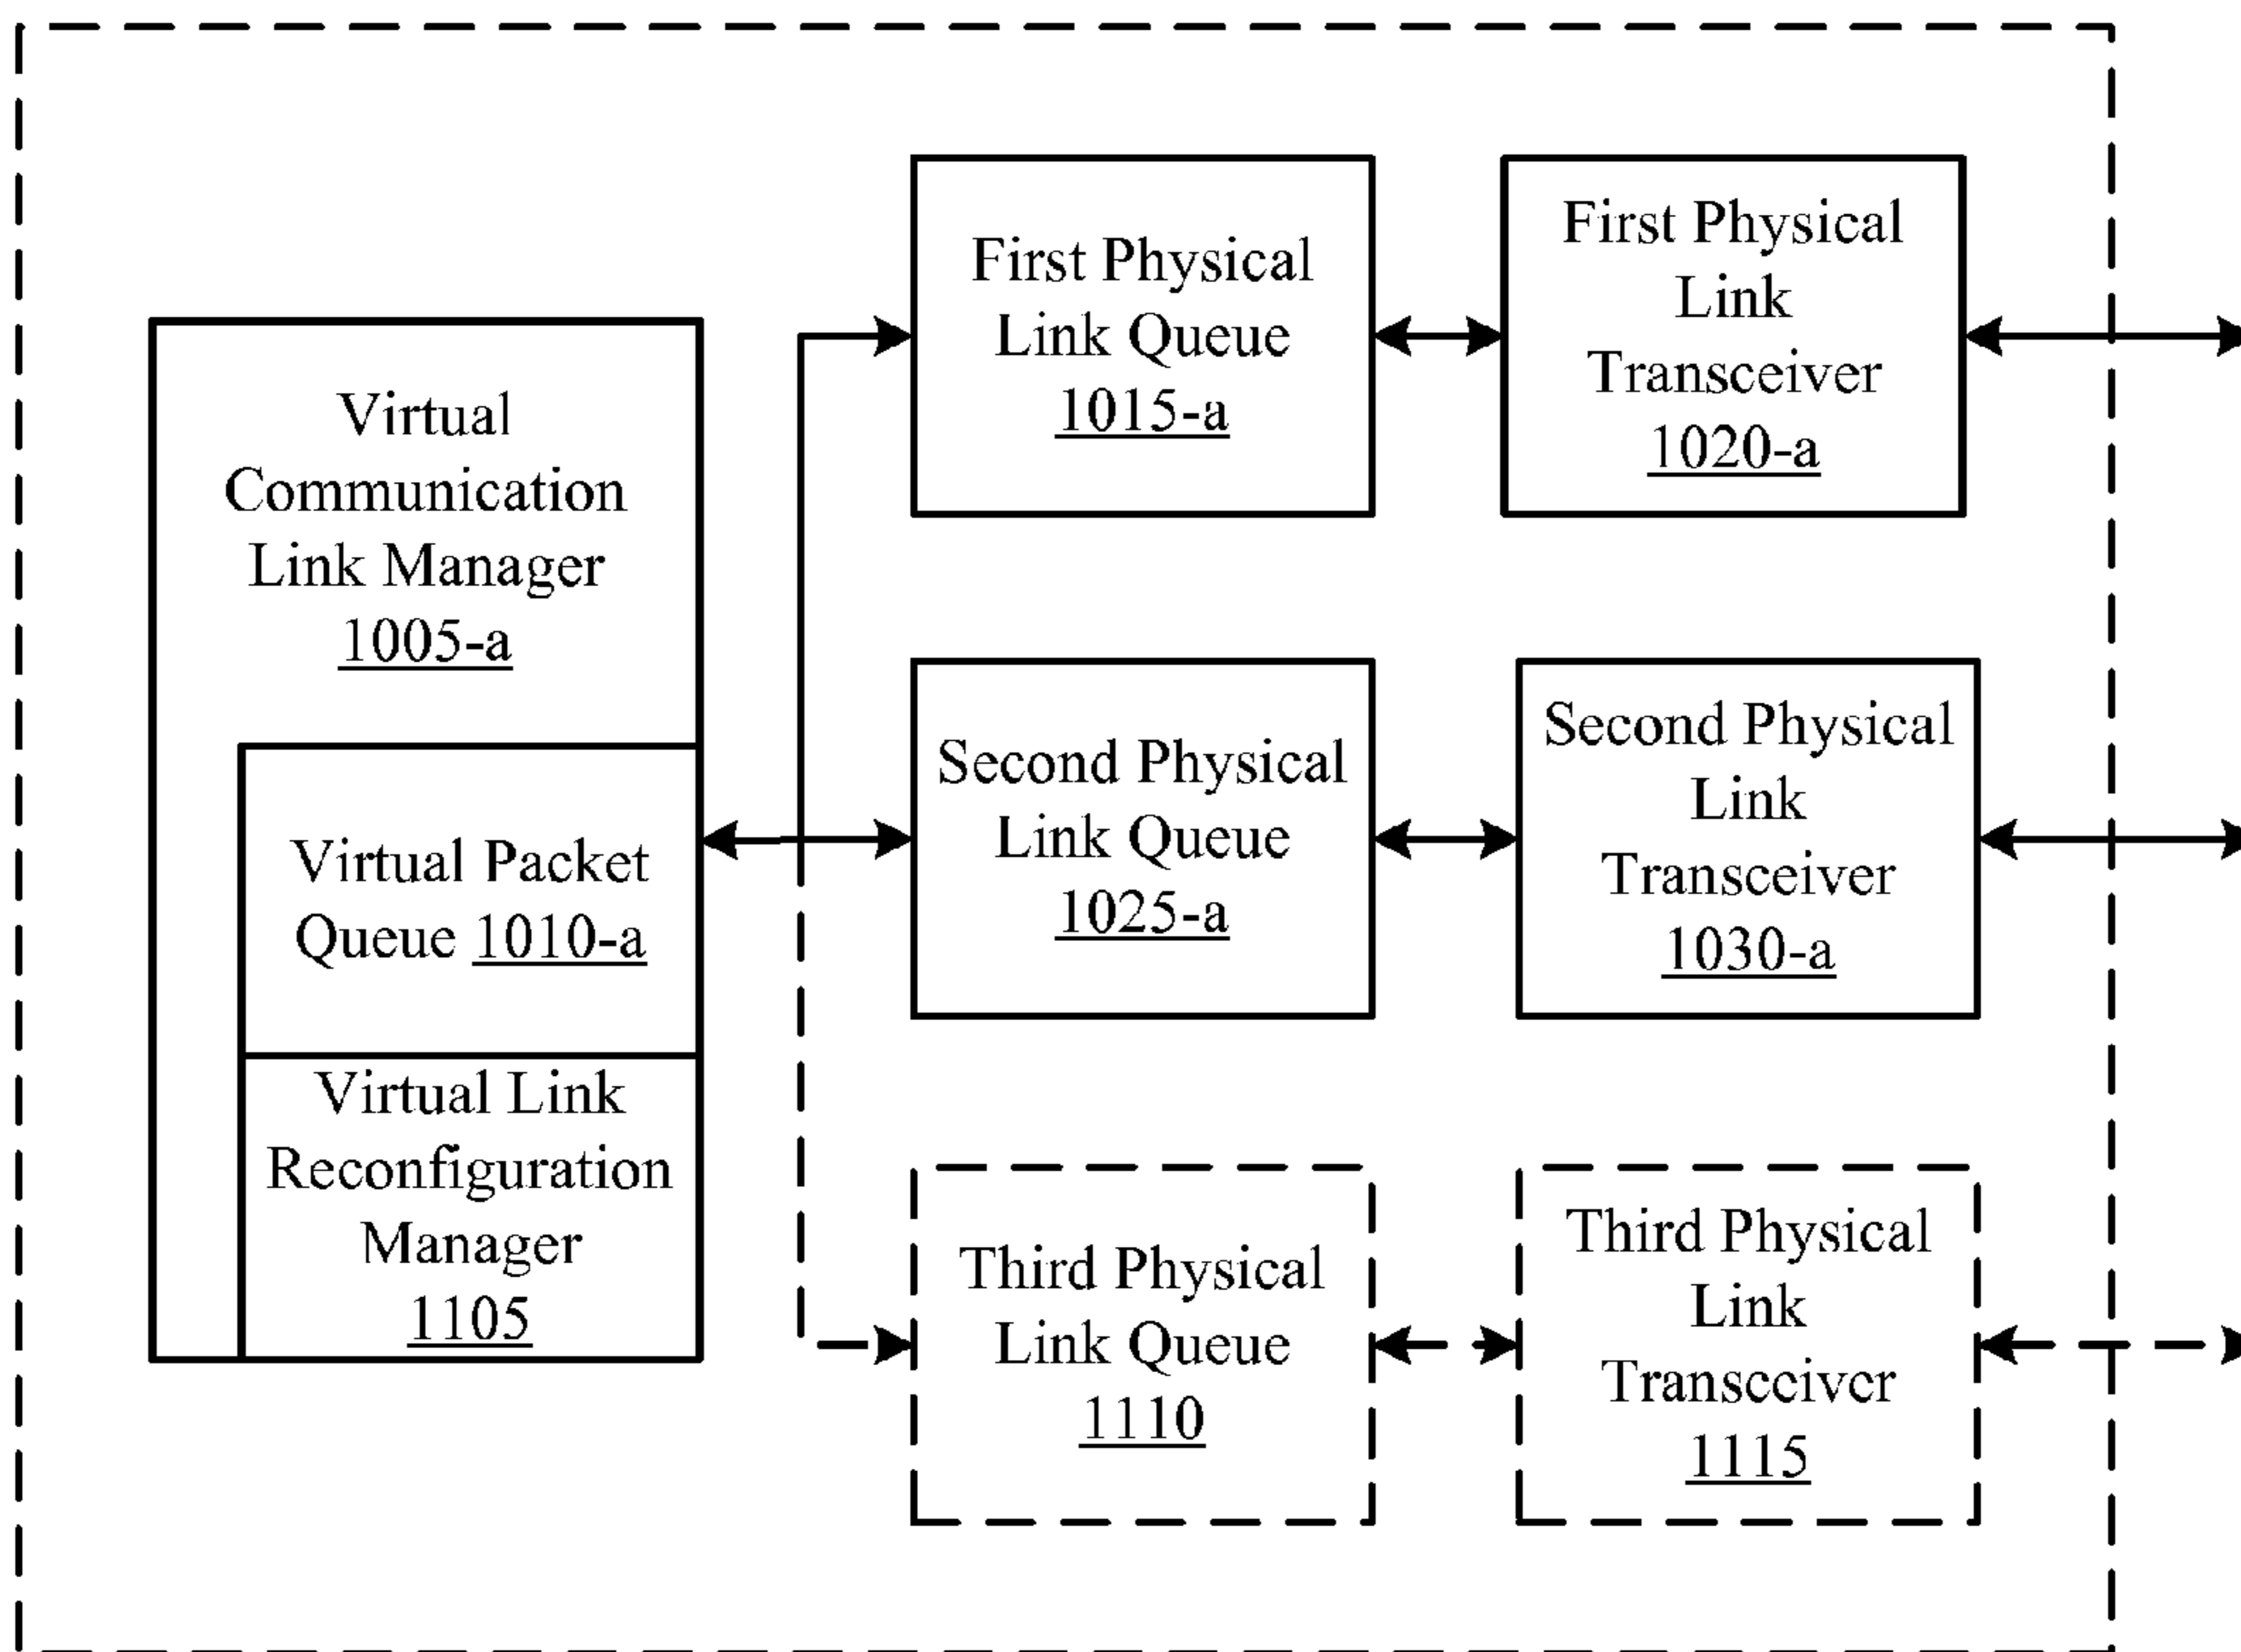 Virtual
Communication
Link Manager
1005-a
Virtual Packet
Queue 1010-a
Virtual Link
Reconfiguration
Manager
1105
First Physical
Link Queue
1015-a
First Physical
Link
Transceiver
1020-a
Second Physical
Link Queue
1025-a
Second Physical
Link
Transceiver
1030-a
Third Physical
Link Queue
1110
Third Physical
Link
Transceiver
1115